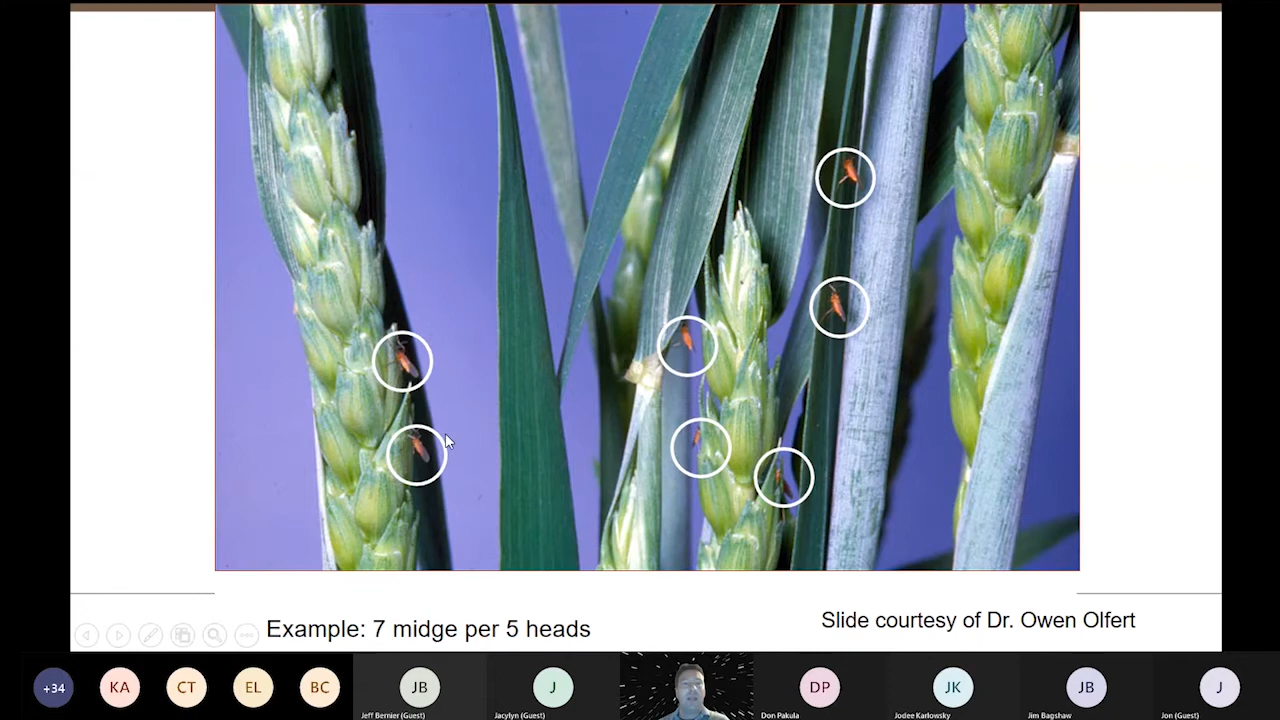 Example: 7 midge per 5 heads
Slide courtesy of Dr. Owen Olfert
+34
KA
CT
EL
BC
JB
J
DP
JK
JB
J
Jeff Bernier (Guest)
Jacylyn (Guest)
Don Pakula
Jodee Karlowsky
Jim Bagshaw
Jon (Guest)